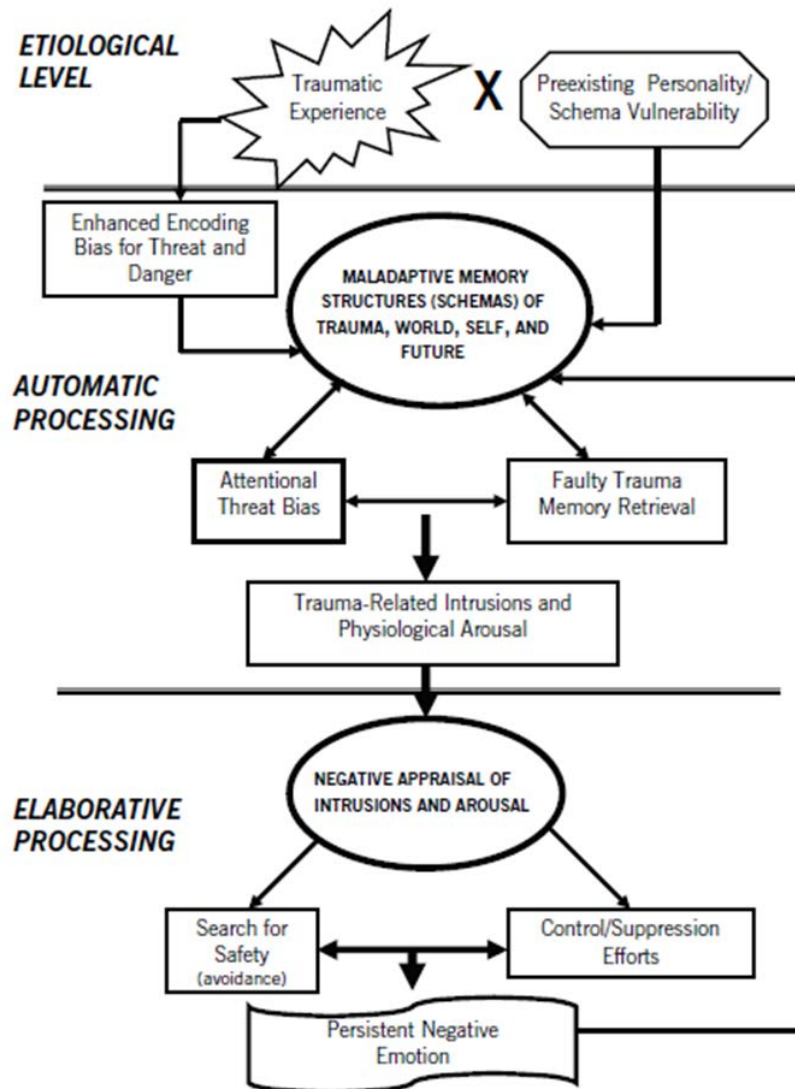 ETIOLOGICAL
LEVEL
Traumatic
Experience
X
Preexisting Personality/
Schema Vulnerability
Enhanced Encoding
Bias for Threat and
Danger
MALADAPTIVE MEMORY
STRUCTURES (SCHEMAS) OF
TRAUMA, WORLD, SELF, AND
FUTURE
AUTOMATIC
PROCESSING
Attentional
Threat Bias
Faulty Trauma
Memory Retrieval
Trauma-Related Intrusions and
Physiological Arousal
NEGATIVE APPRAISAL OF
INTRUSIONS AND AROUSAL
ELABORATIVE
PROCESSING
Search for
Safety
(avoidance)
Control/Suppression
Efforts
Persistent Negative
Emotion